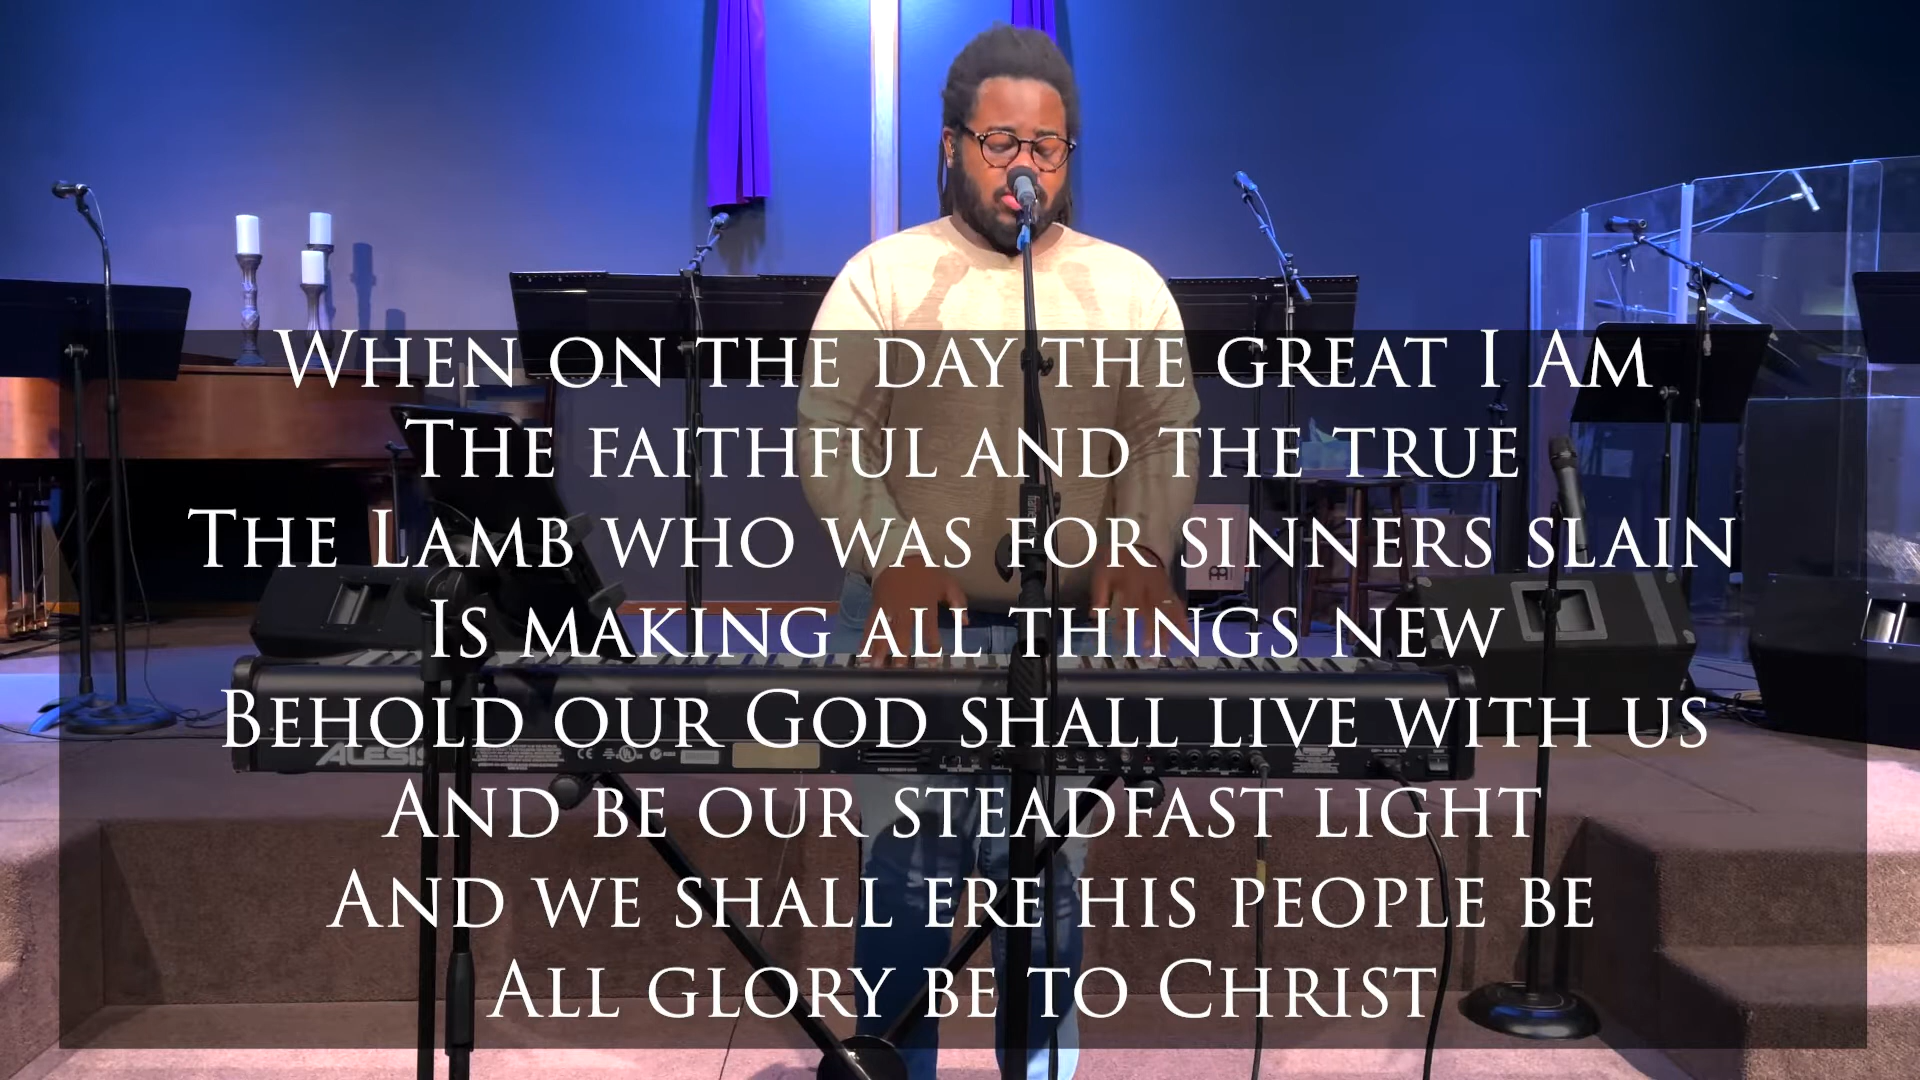 When on the day the great I Am
The faithful and the true
The Lamb who was for sinners slain
Is making all things new
Behold our God shall live with us
And be our steadfast light
And we shall ere his people be
All glory be to Christ
ALESIS